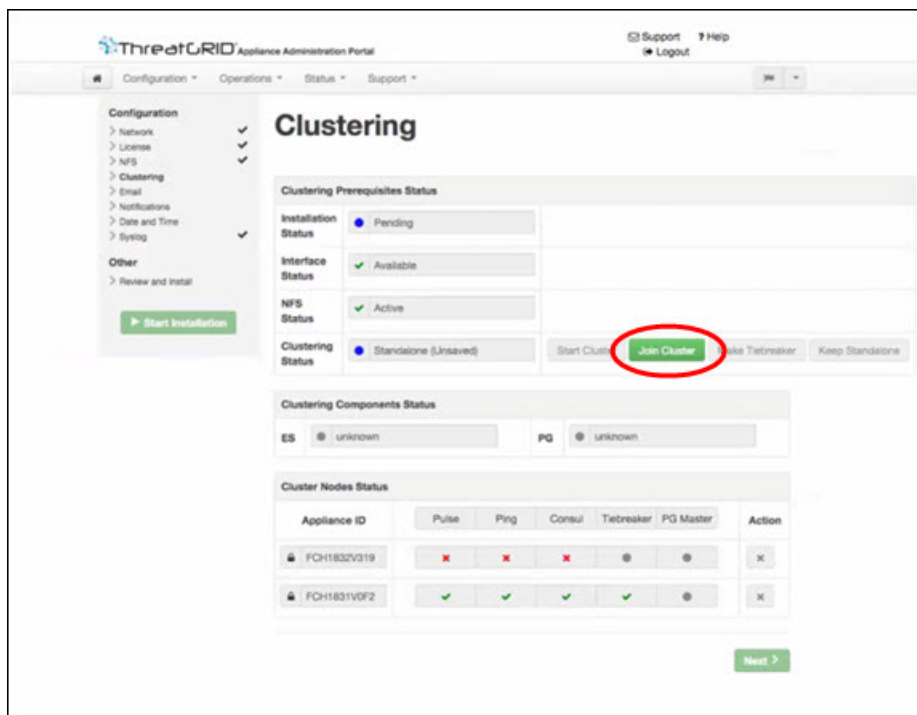 ThreatGRID Appliance Administration Portal
Support ? Help
Logout
Configuration Operations Status Support
Configuration
> Network
> License
> NFS
> Clustering
> Email
> Notifications
> Date and Time
> Syslog
Other
> Review and Install
Start Installation
Clustering
Clustering Prerequisites Status
Installation Status
Pending
Interface Status
Available
NFS Status
Active
Clustering Status
Standalone (Unsaved)
Start Cluster Join Cluster Make Tiebreaker Keep Standalone
Clustering Components Status
ES unknown PG unknown
Cluster Nodes Status
Appliance ID Pulse Ping Consul Tiebreaker PG Master Action
FCH1832V319
FCH1831V0F2
Next >